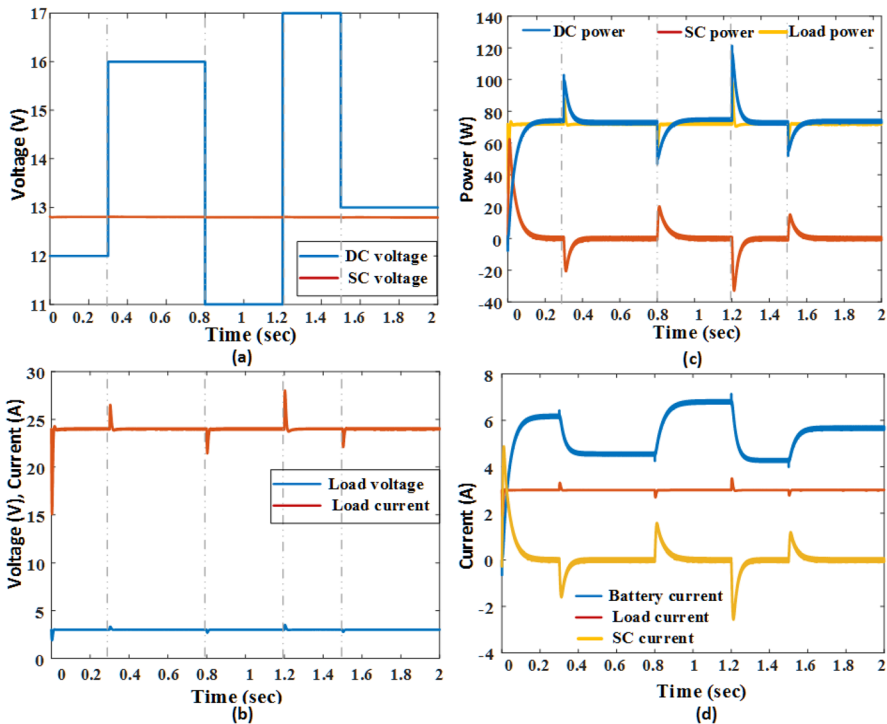 17
16
15
14
13
12
11
Voltage (V)
DC voltage
SC voltage
0 0.2 0.4 0.6 0.8 1 1.2 1.4 1.6 1.8 2
Time (sec)
(a)
DC power SC power Load power
140
120
100
80
60
40
20
0
-20
-40
Power (W)
0 0.2 0.4 0.6 0.8 1 1.2 1.4 1.6 1.8 2
Time (sec)
(c)
30
25
20
15
10
5
3
0
Voltage (V), Current (A)
Load voltage
Load current
0 0.2 0.4 0.6 0.8 1 1.2 1.4 1.6 1.8 2
Time (sec)
(b)
8
6
4
2
0
-2
-4
Current (A)
Battery current
Load current
SC current
0 0.2 0.4 0.6 0.8 1 1.2 1.4 1.6 1.8 2
Time (sec)
(d)